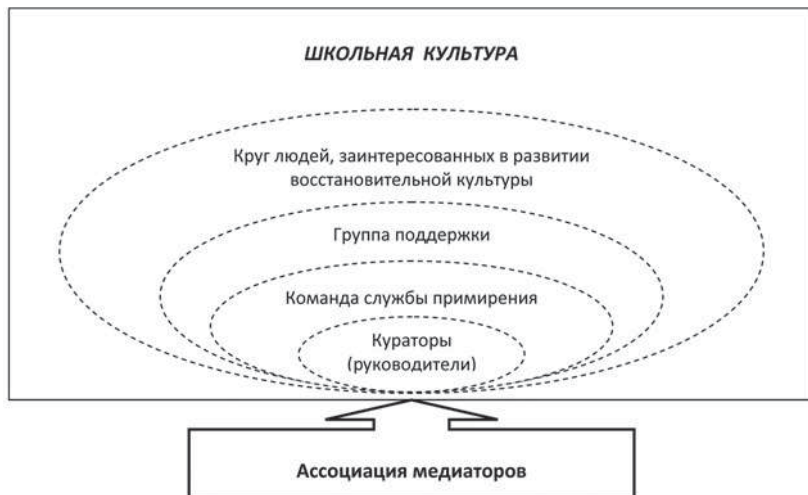 ШКОЛЬНАЯ КУЛЬТУРА
Круг людей, заинтересованных в развитии
восстановительной культуры
Группа поддержки
Команда службы примирения
Кураторы
(руководители)
Ассоциация медиаторов